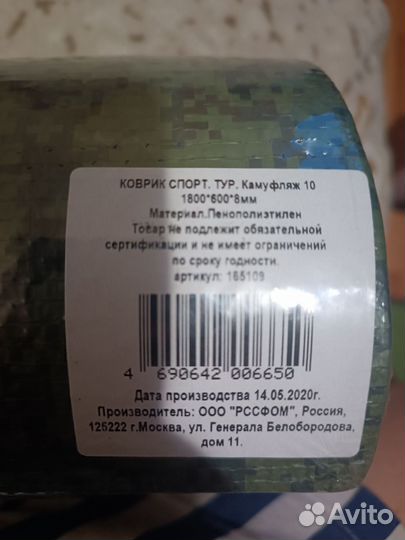 КОВРИК СПОРТ. ТУР. Камуфляж 10
1800*600*8мм
Материал.Пенополиэтилен
Товар не подлежит обязательной
сертификации и не имеет ограничений
по сроку годности.
артикул: 165109
4 690642 006650
Дата производства 14.05.2020г.
Производитель: ООО "РССФОМ", Россия,
125222 г.Москва, ул. Генерала Белобородова,
дом 11.
Avito